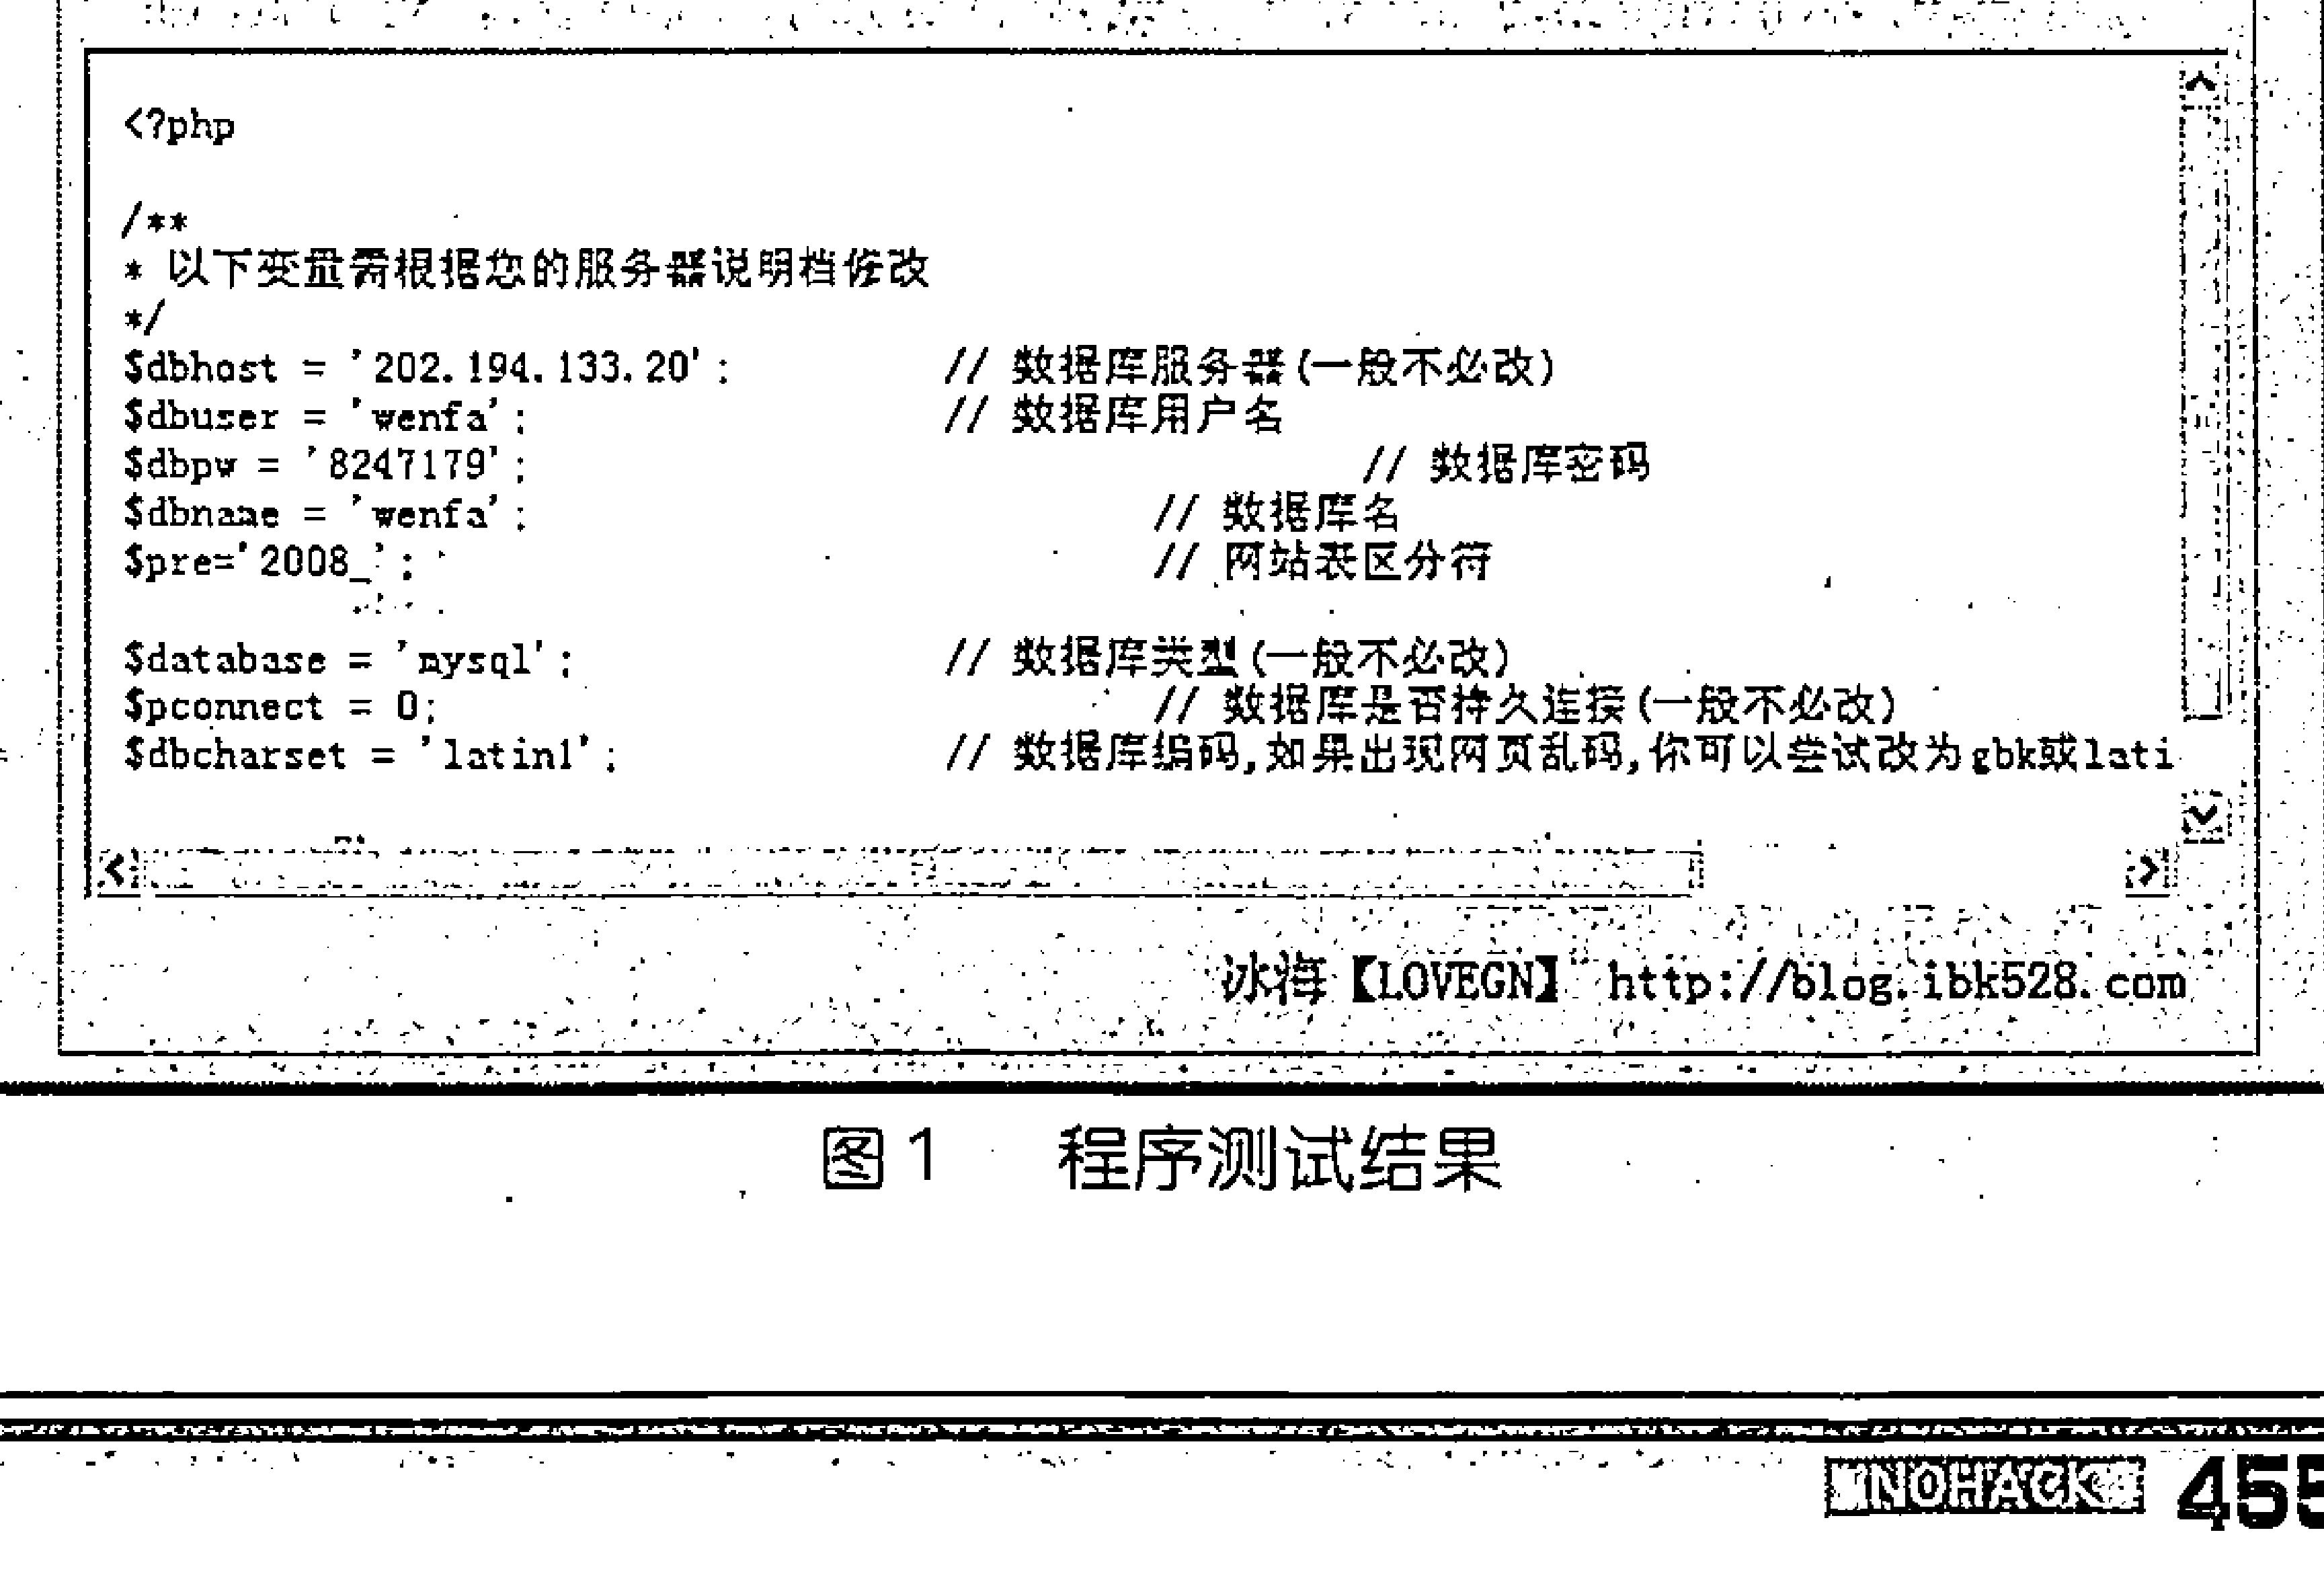 <?php
/**
* 以下变量需根据您的服务器说明档修改
*/
$dbhost = '202.194.133.20'; // 数据库服务器(一般不必改)
$dbuser = 'wenfa'; // 数据库用户名
$dbpw = '8247179'; // 数据库密码
$dbname = 'wenfa'; // 数据库名
$pre='2008_'; // 网站表区分符
$database = 'mysql'; // 数据库类型(一般不必改)
$pconnect = 0; // 数据库是否持久连接(一般不必改)
$dbcharset = 'latin1'; // 数据库编码,如果出现网页乱码,你可以尝试改为gbk或lati
冰海【LOVEGN】 http://blog.ibk528.com
图1 程序测试结果
NOHACK 455